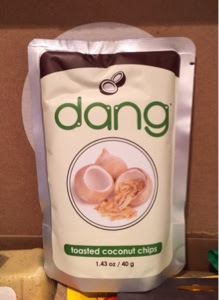 dang
toasted coconut chips
1.43 oz / 40 g